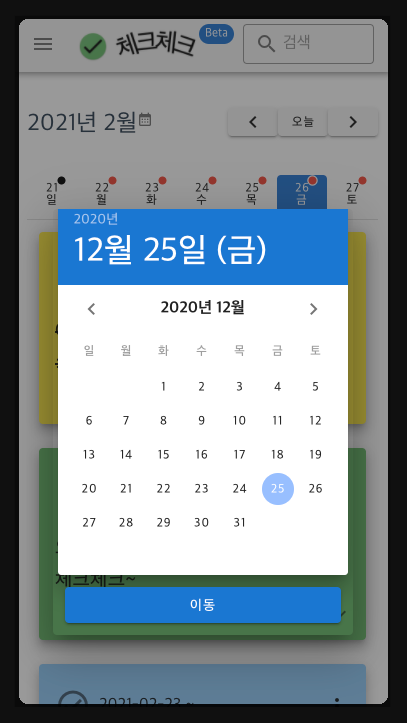 체크체크
Beta
검색
2021년 2월
오늘
21 22 23 24 25 26 27
일 월 화 수 목 금 토
2020년
12월 25일 (금)
2020년 12월
일 월 화 수 목 금 토
1 2 3 4 5
6 7 8 9 10 11 12
13 14 15 16 17 18 19
20 21 22 23 24 25 26
27 28 29 30 31
체크체크~
이동
2021-02-23 ~